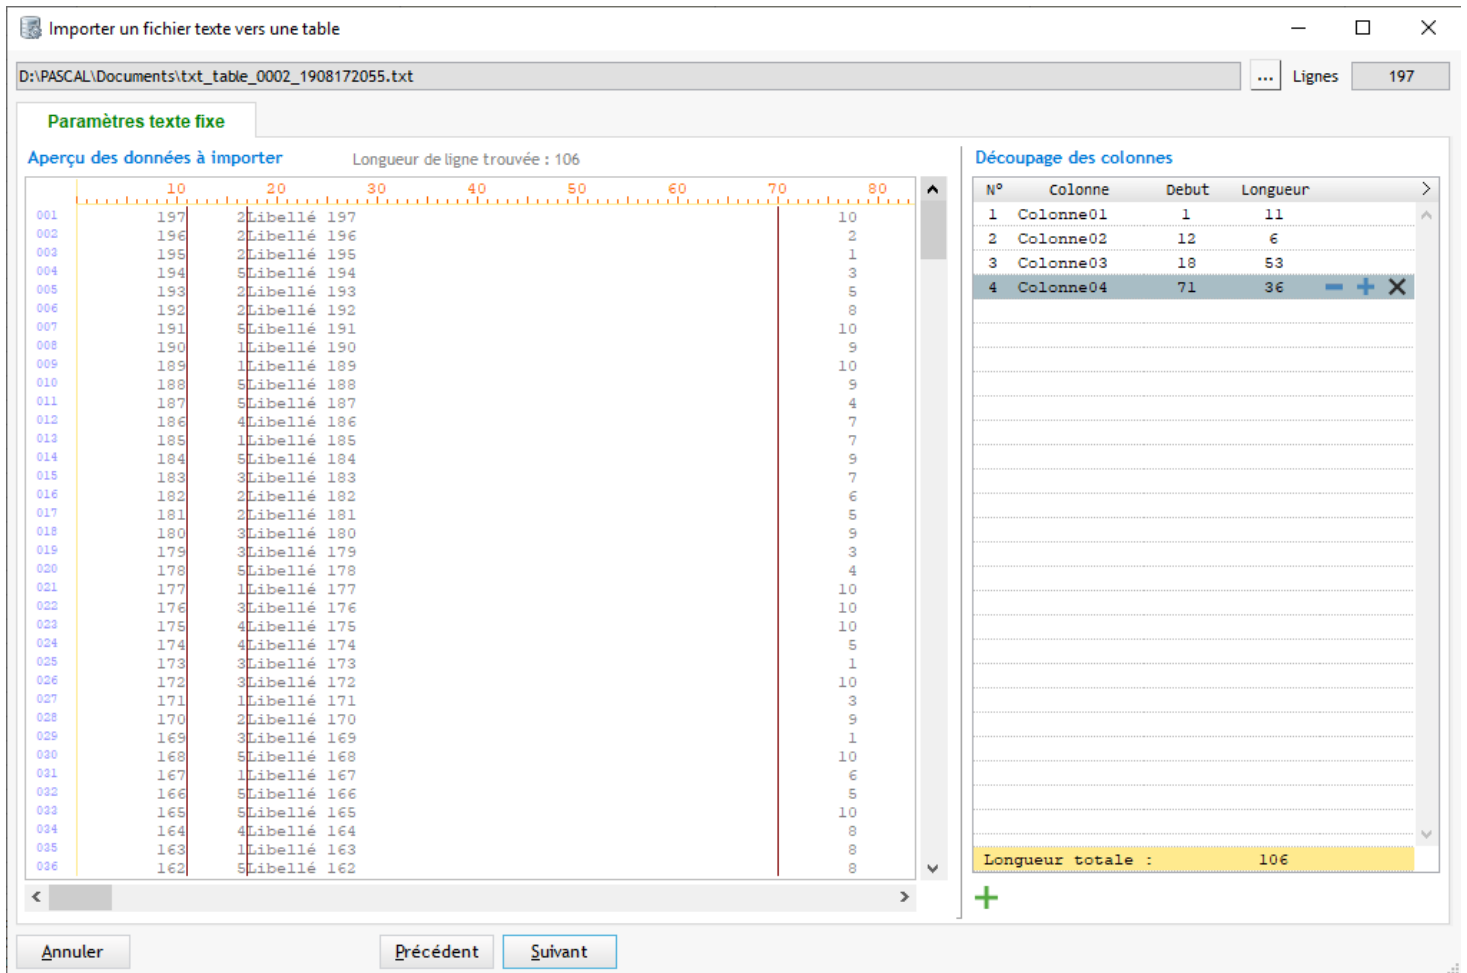 Importer un fichier texte vers une table
D:\PASCAL\Documents\txt_table_0002_1908172055.txt ... Lignes 197
Paramètres texte fixe
Aperçu des données à importer Longueur de ligne trouvée : 106
10 20 30 40 50 60 70 80
001 197 2Libellé 197 10
002 196 2Libellé 196 2
003 195 2Libellé 195 1
004 194 5Libellé 194 3
005 193 2Libellé 193 5
006 192 2Libellé 192 8
007 191 5Libellé 191 10
008 190 1Libellé 190 9
009 189 1Libellé 189 10
010 188 5Libellé 188 9
011 187 5Libellé 187 4
012 186 4Libellé 186 7
013 185 1Libellé 185 7
014 184 5Libellé 184 9
015 183 3Libellé 183 7
016 182 2Libellé 182 6
017 181 2Libellé 181 5
018 180 3Libellé 180 9
019 179 3Libellé 179 3
020 178 5Libellé 178 4
021 177 1Libellé 177 10
022 176 3Libellé 176 10
023 175 4Libellé 175 10
024 174 4Libellé 174 5
025 173 3Libellé 173 1
026 172 3Libellé 172 10
027 171 1Libellé 171 3
028 170 2Libellé 170 9
029 169 3Libellé 169 1
030 168 5Libellé 168 10
031 167 1Libellé 167 6
032 166 5Libellé 166 5
033 165 5Libellé 165 10
034 164 4Libellé 164 8
035 163 1Libellé 163 8
036 162 5Libellé 162 8
Découpage des colonnes
N° Colonne Debut Longueur
1 Colonne01 1 11
2 Colonne02 12 6
3 Colonne03 18 53
4 Colonne04 71 36
Longueur totale : 106
Annuler Précédent Suivant